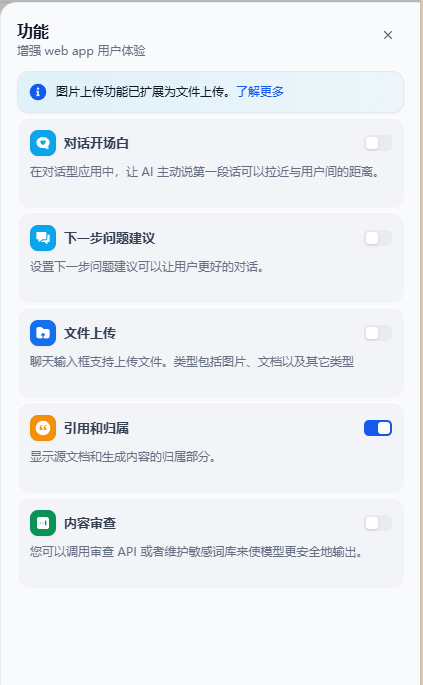 功能
增强 web app 用户体验
图片上传功能已扩展为文件上传。了解更多
对话开场白
在对话型应用中，让 AI 主动说第一段话可以拉近与用户间的距离。
下一步问题建议
设置下一步问题建议可以让用户更好的对话。
文件上传
聊天输入框支持上传文件。类型包括图片、文档以及其它类型
引用和归属
显示源文档和生成内容的归属部分。
内容审查
您可以调用审查 API 或者维护敏感词库来使模型更安全地输出。